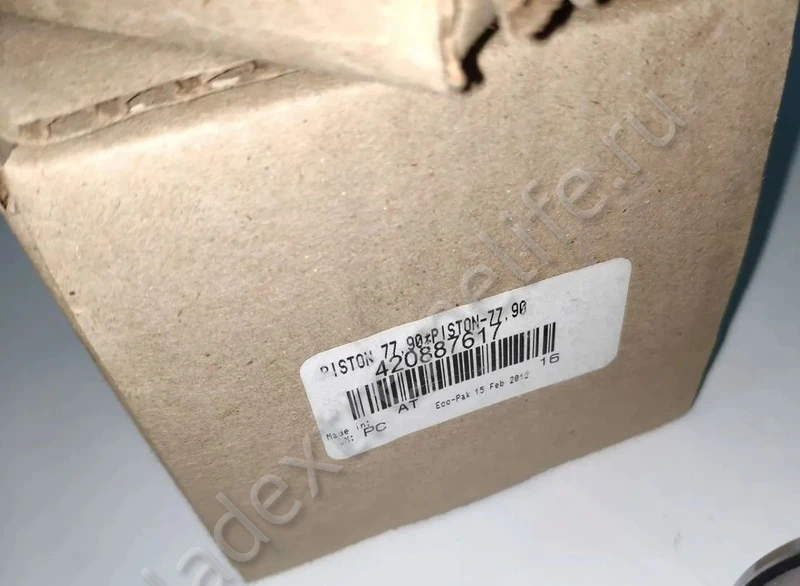 PISTON 77.90*PISTON-77.90
420887617
Made in: AT Eco-Pak 15 Feb 2012 16
UM: PC